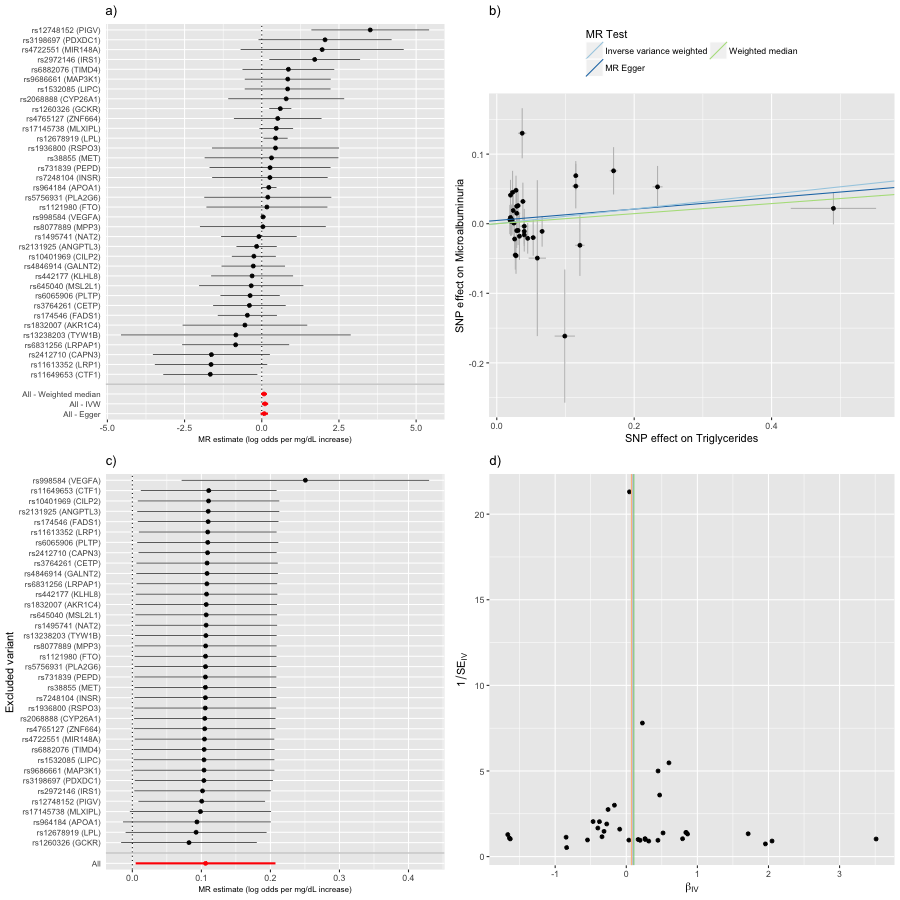 a)
rs12748152 (PIGV)
rs3198697 (PDXDC1)
rs4722551 (MIR148A)
rs2972146 (IRS1)
rs6882076 (TIMD4)
rs9686661 (MAP3K1)
rs1532085 (LIPC)
rs2068888 (CYP26A1)
rs1260326 (GCKR)
rs4765127 (ZNF664)
rs17145738 (MLXIPL)
rs12678919 (LPL)
rs1936800 (RSPO3)
rs38855 (MET)
rs731839 (PEPD)
rs7248104 (INSR)
rs964184 (APOA1)
rs5756931 (PLA2G6)
rs1121980 (FTO)
rs998584 (VEGFA)
rs8077889 (MPP3)
rs1495741 (NAT2)
rs2131925 (ANGPTL3)
rs10401969 (CILP2)
rs4846914 (GALNT2)
rs442177 (KLHL8)
rs645040 (MSL2L1)
rs6065906 (PLTP)
rs3764261 (CETP)
rs174546 (FADS1)
rs1832007 (AKR1C4)
rs13238203 (TYW1B)
rs6831256 (LRPAP1)
rs2412710 (CAPN3)
rs11613352 (LRP1)
rs11649653 (CTF1)
All - Weighted median
All - IVW
All - Egger
-5.0 -2.5 0.0 2.5 5.0
MR estimate (log odds per mg/dL increase)
b)
MR Test
Inverse variance weighted
Weighted median
MR Egger
SNP effect on Microalbuminuria
0.1
0.0
-0.1
-0.2
0.0 0.2 0.4
SNP effect on Triglycerides
c)
Excluded variant
rs998584 (VEGFA)
rs11649653 (CTF1)
rs10401969 (CILP2)
rs2131925 (ANGPTL3)
rs174546 (FADS1)
rs11613352 (LRP1)
rs6065906 (PLTP)
rs2412710 (CAPN3)
rs3764261 (CETP)
rs4846914 (GALNT2)
rs6831256 (LRPAP1)
rs442177 (KLHL8)
rs1832007 (AKR1C4)
rs645040 (MSL2L1)
rs1495741 (NAT2)
rs13238203 (TYW1B)
rs8077889 (MPP3)
rs1121980 (FTO)
rs5756931 (PLA2G6)
rs731839 (PEPD)
rs38855 (MET)
rs7248104 (INSR)
rs1936800 (RSPO3)
rs2068888 (CYP26A1)
rs4765127 (ZNF664)
rs4722551 (MIR148A)
rs6882076 (TIMD4)
rs1532085 (LIPC)
rs9686661 (MAP3K1)
rs3198697 (PDXDC1)
rs2972146 (IRS1)
rs12748152 (PIGV)
rs17145738 (MLXIPL)
rs964184 (APOA1)
rs12678919 (LPL)
rs1260326 (GCKR)
All
0.0 0.1 0.2 0.3 0.4
MR estimate (log odds per mg/dL increase)
d)
1/SE_IV
20
15
10
5
0
-1 0 1 2 3
β_IV